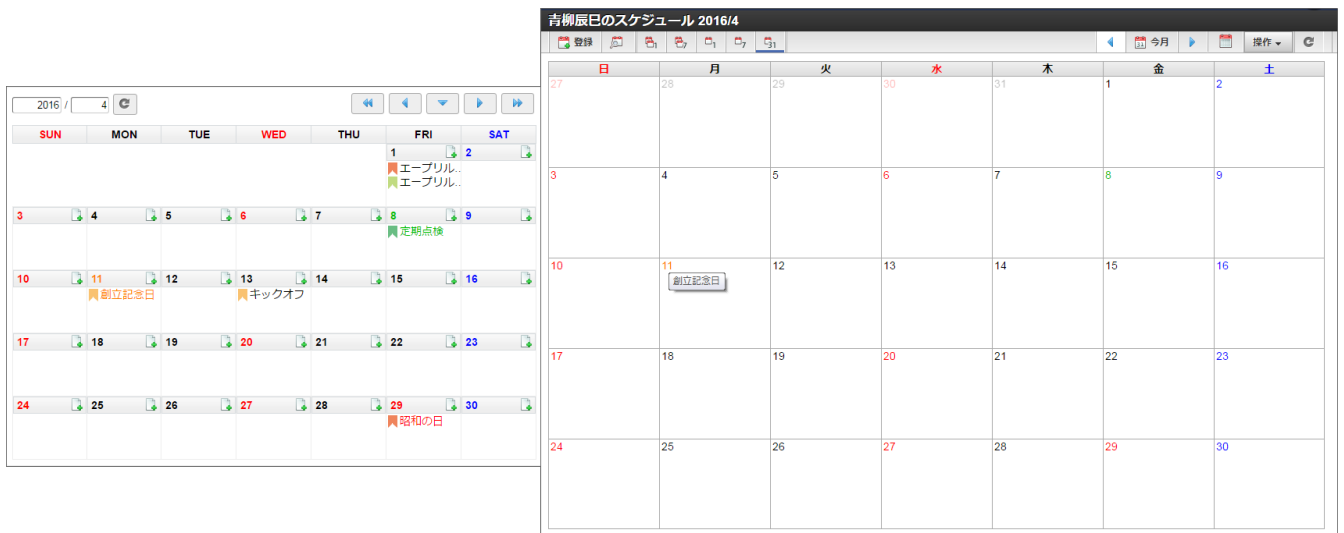 2016 / 4
SUN MON TUE WED THU FRI SAT
1 2
エープリル..
エープリル..
3 4 5 6 7 8 9
定期点検
10 11 12 13 14 15 16
創立記念日 キックオフ
17 18 19 20 21 22 23
24 25 26 27 28 29 30
昭和の日
青柳辰巳のスケジュール 2016/4
登録 1 7 1 7 31 31 今月 操作
日 月 火 水 木 金 土
27 28 29 30 31 1 2
3 4 5 6 7 8 9
10 11 12 13 14 15 16
創立記念日
17 18 19 20 21 22 23
24 25 26 27 28 29 30